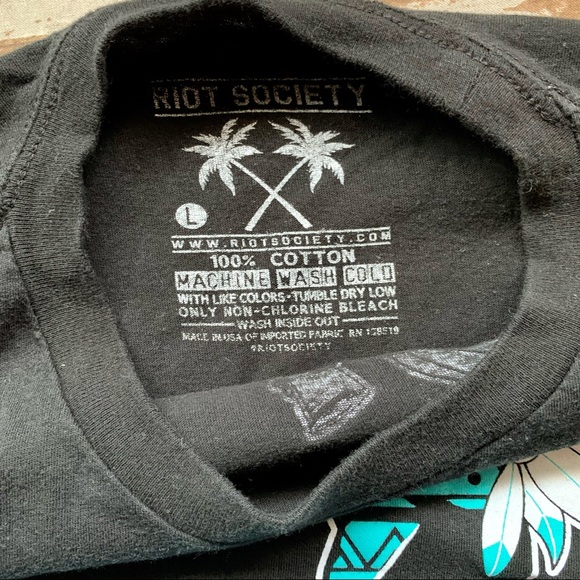 RIOT SOCIETY
L
WWW.RIOTSOCIETY.COM
100% COTTON
MACHINE WASH COLD
WITH LIKE COLORS · TUMBLE DRY LOW
ONLY NON-CHLORINE BLEACH
WASH INSIDE OUT
MADE IN USA OF IMPORTED FABRIC RN
#RIOTSOCIETY